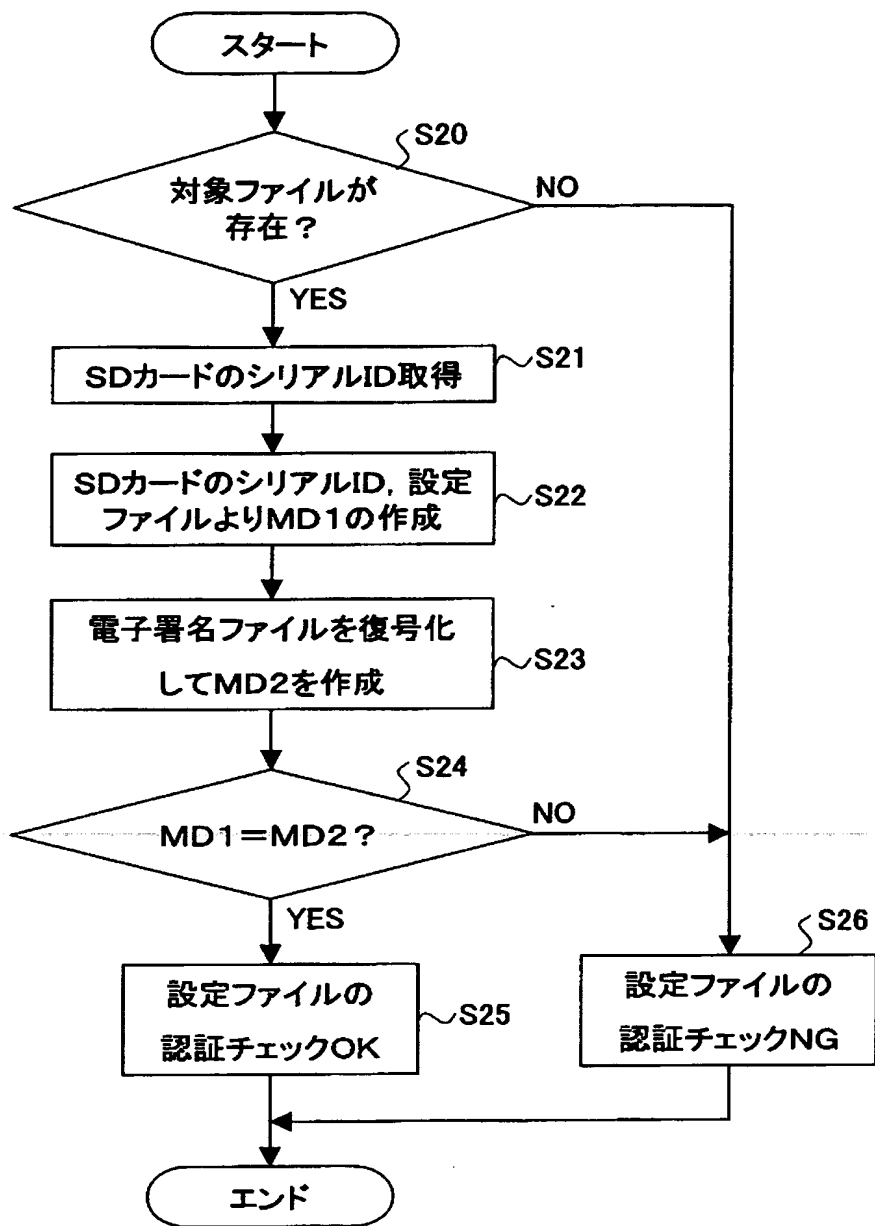 スタート
S20
対象ファイルが
存在？
NO
YES
SDカードのシリアルID取得
S21
SDカードのシリアルID，設定
ファイルよりMD1の作成
S22
電子署名ファイルを復号化
してMD2を作成
S23
S24
MD1＝MD2？
NO
YES
設定ファイルの
認証チェックOK
S25
S26
設定ファイルの
認証チェックNG
エンド